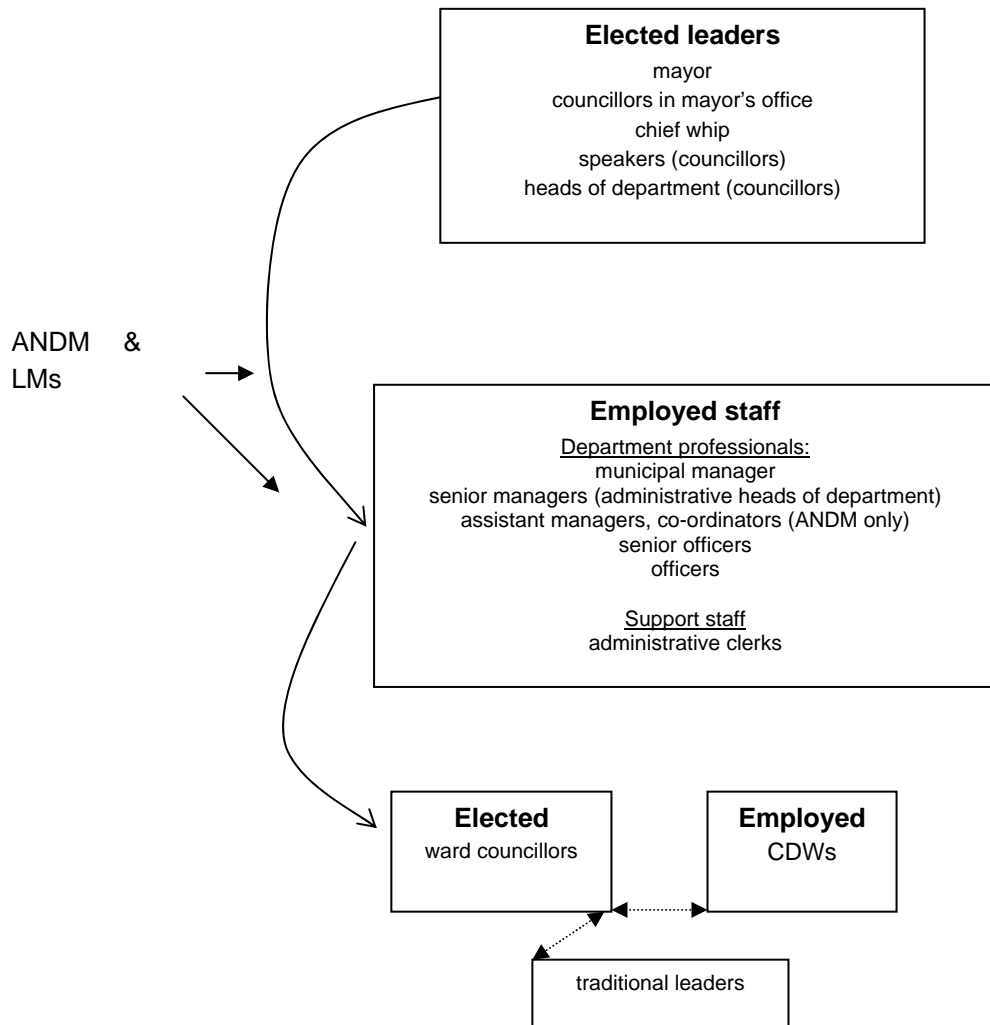 Elected leaders
mayor
councillors in mayor’s office
chief whip
speakers (councillors)
heads of department (councillors)
ANDM &
LMs
Employed staff
Department professionals:
municipal manager
senior managers (administrative heads of department)
assistant managers, co-ordinators (ANDM only)
senior officers
officers
Support staff
administrative clerks
Elected
ward councillors
Employed
CDWs
traditional leaders